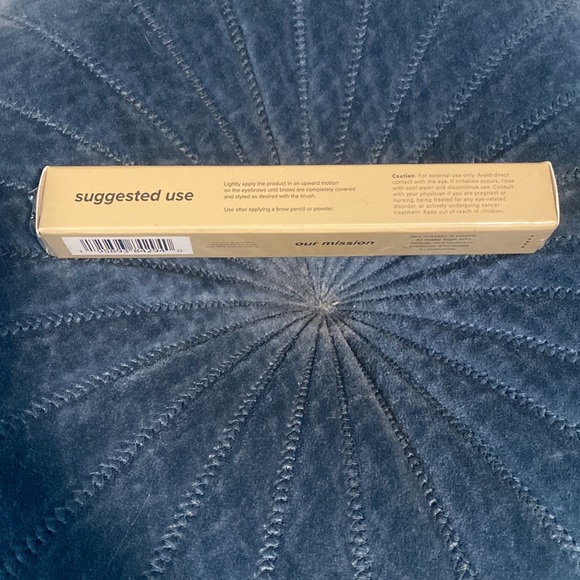 suggested use
Lightly apply the product in an upward motion
on the eyebrows until brows are completely covered
and styled as desired with the brush.
Use after applying a brow pencil or powder.
Caution: For external use only. Avoid direct
contact with the eye. If irritation occurs, rinse
with cool water and discontinue use. Consult
with your physician if you are pregnant or
nursing, being treated for any eye-related
disorder, or actively undergoing cancer
treatment. Keep out of reach of children.
our mission